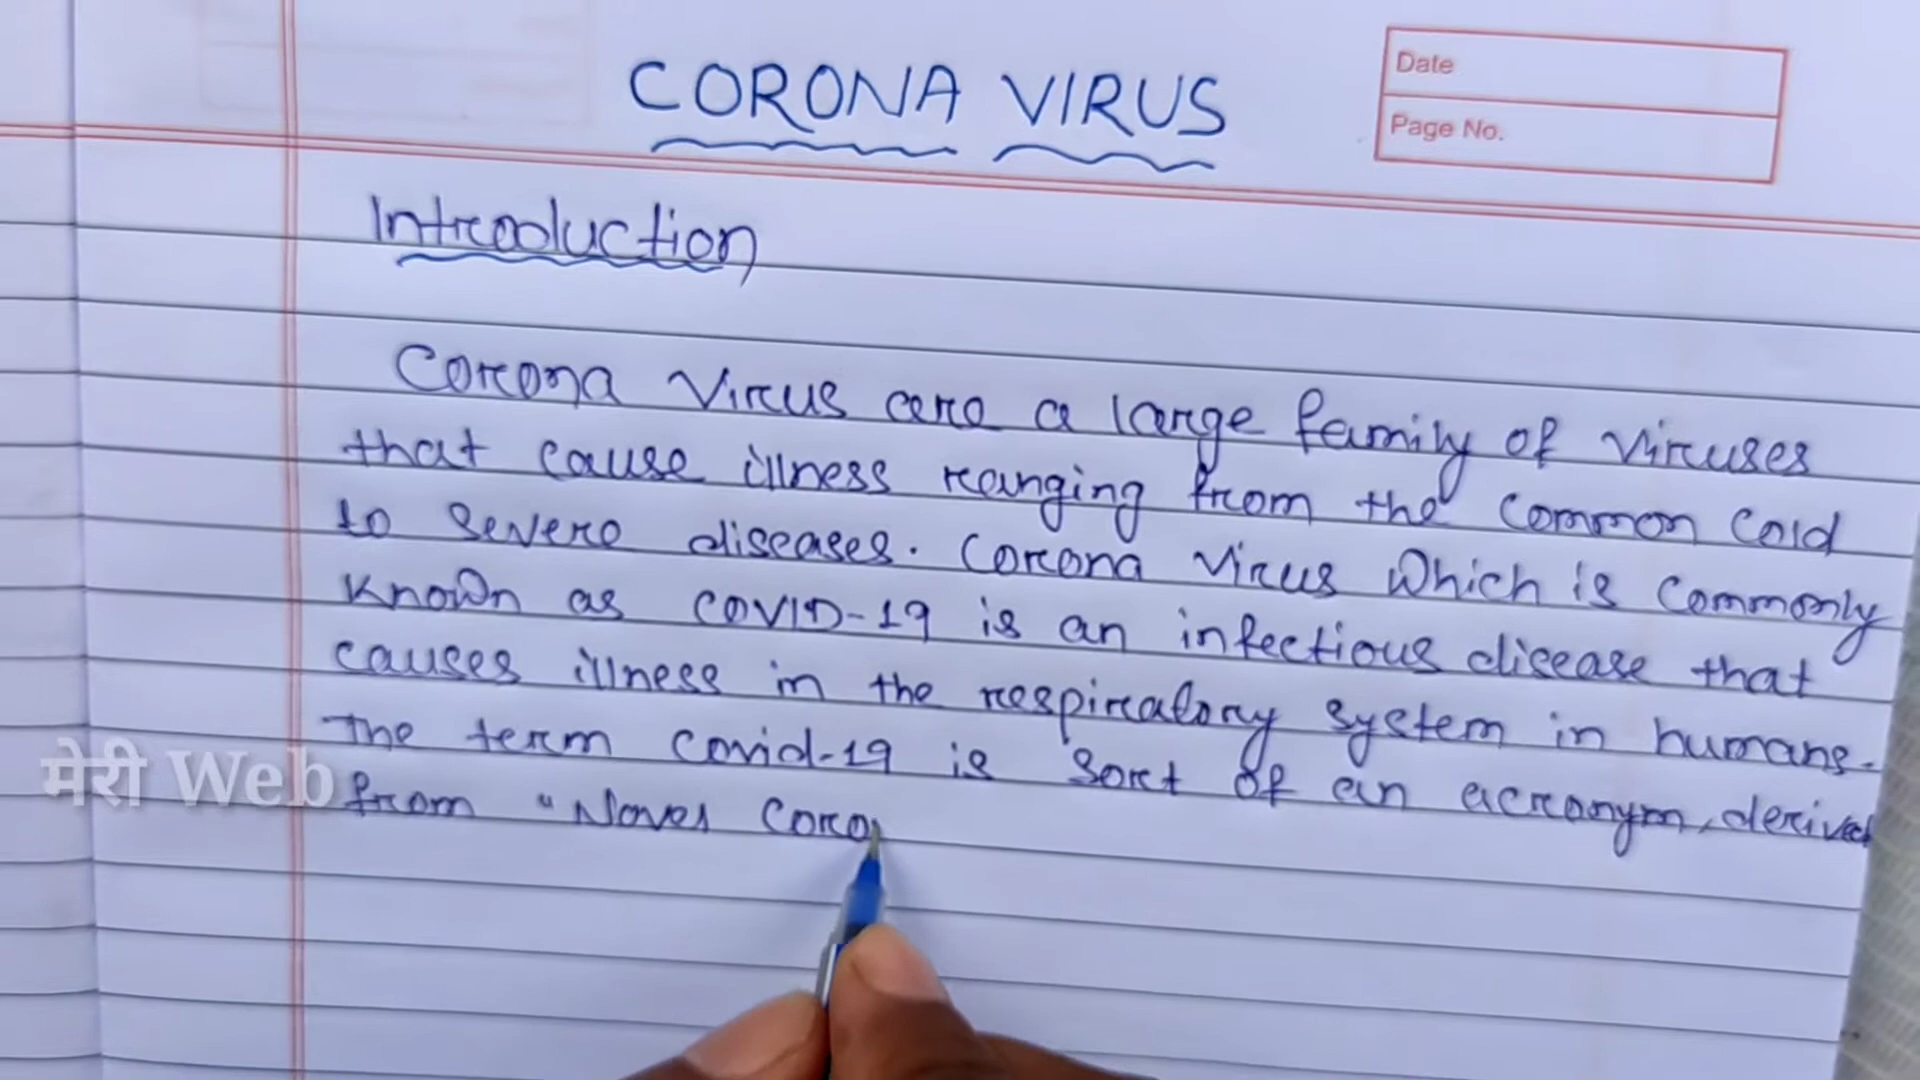 CORONA VIRUS
Date
Page No.
Introduction
Corona Virus are a large family of viruses
that cause illness ranging from the common cold
to severe diseases. Corona virus which is commonly
known as COVID-19 is an infectious disease that
causes illness in the respiratory system in humans.
The term covid-19 is sort of an acronym, derived
from "Novel Coro
मेरी Web